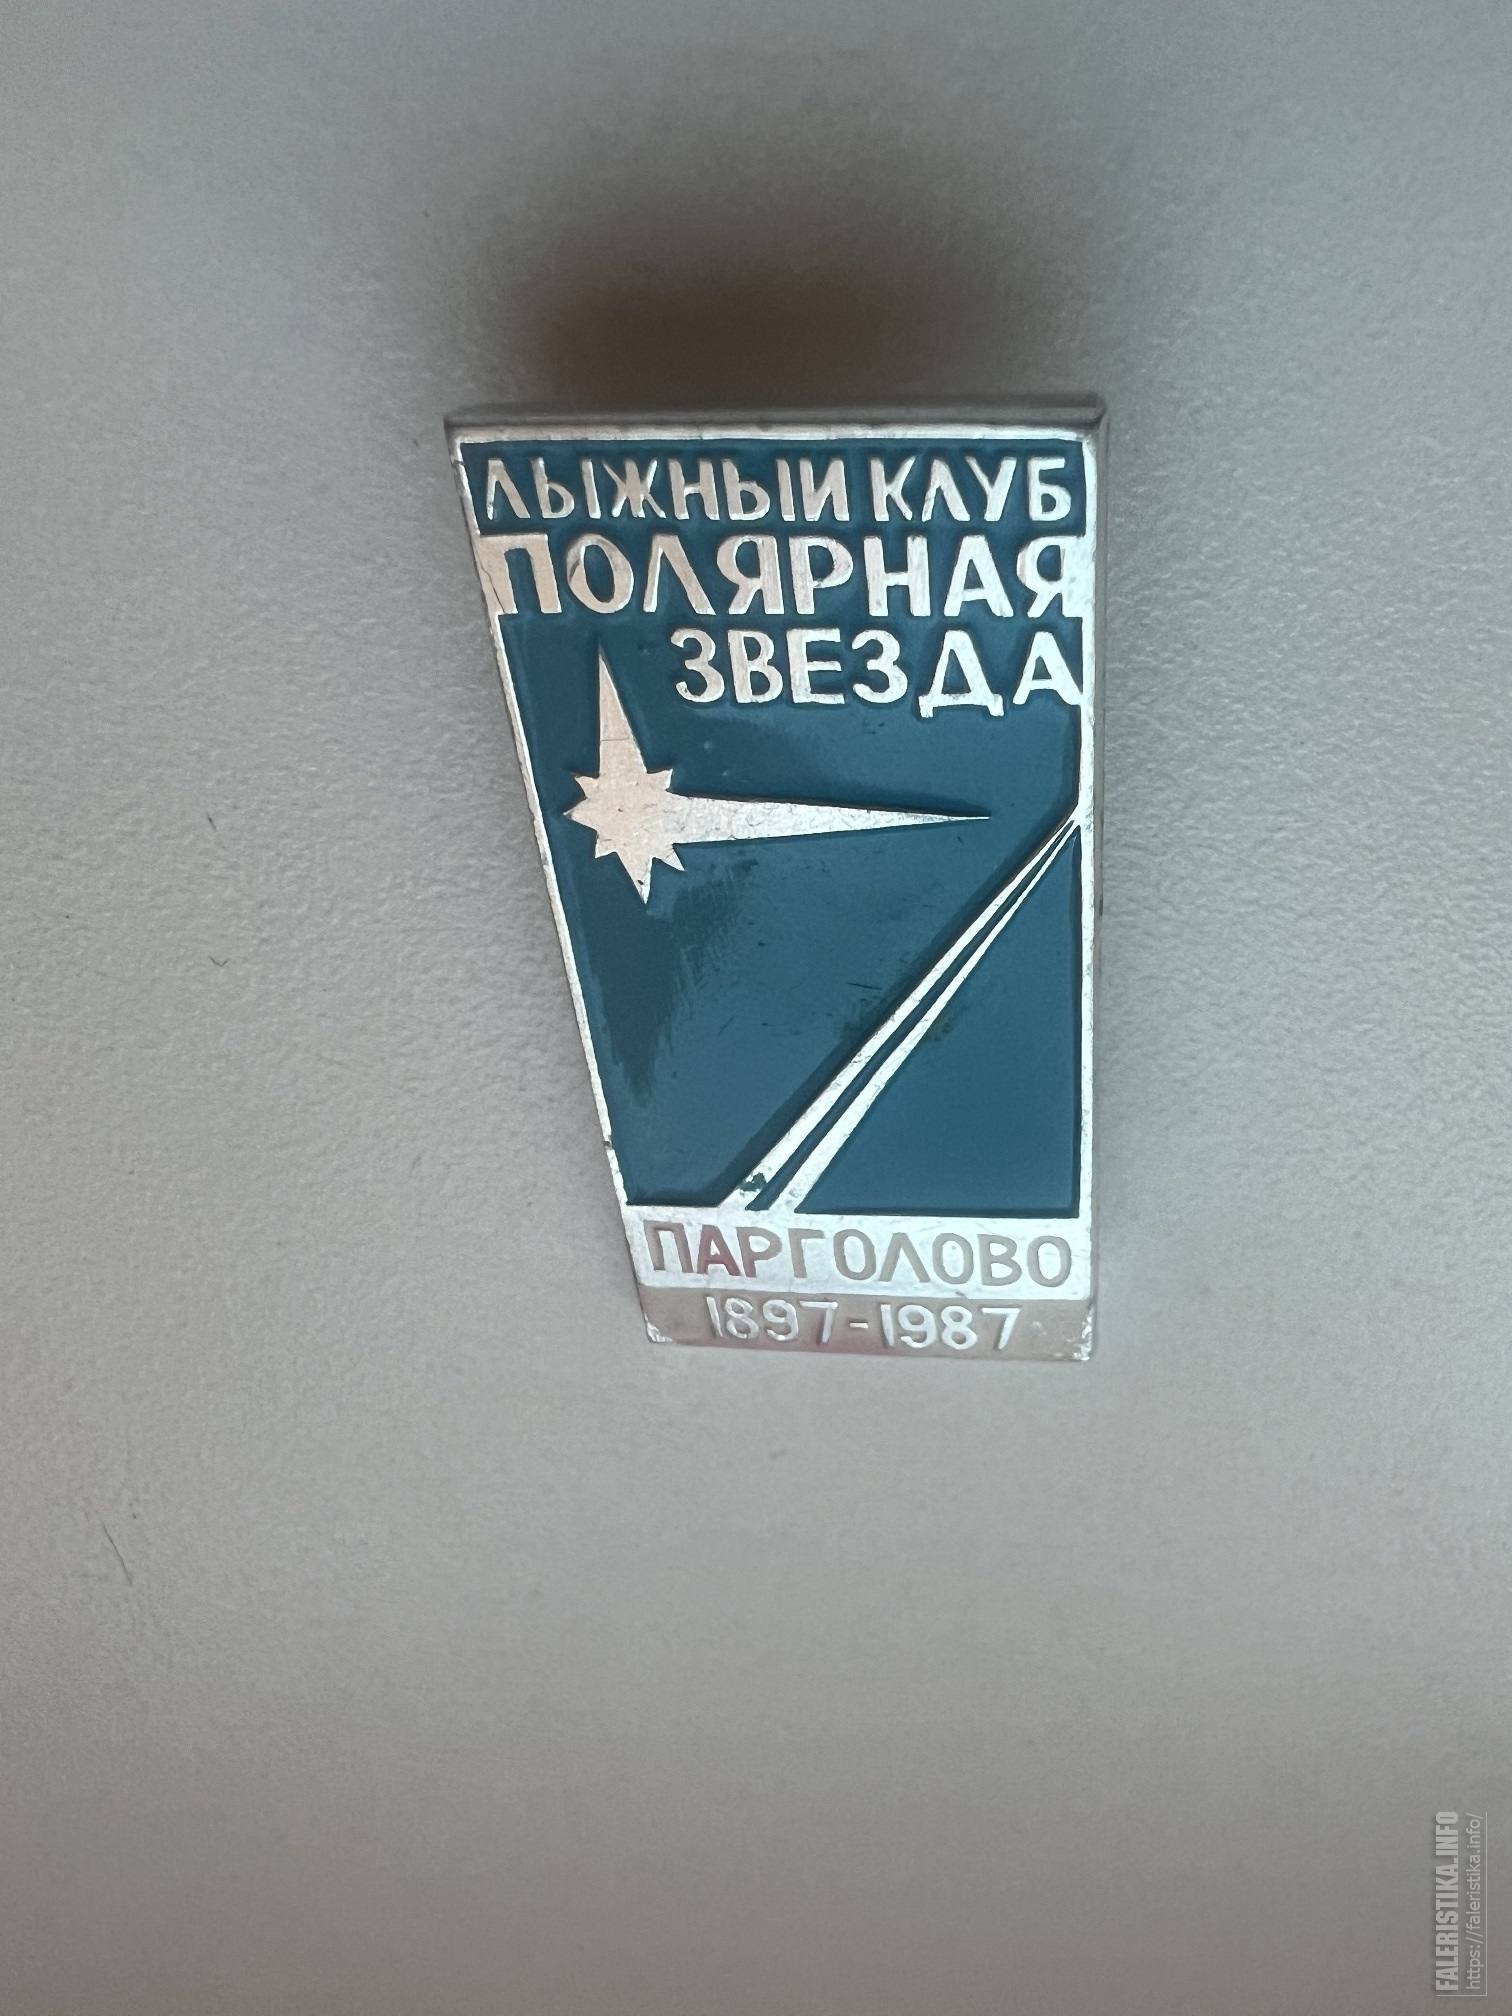 ЛЫЖНЫЙ КЛУБ
ПОЛЯРНАЯ
ЗВЕЗДА
ПАРГОЛОВО
1897-1987
FALERISTIKA.INFO
https://faleristika.info/